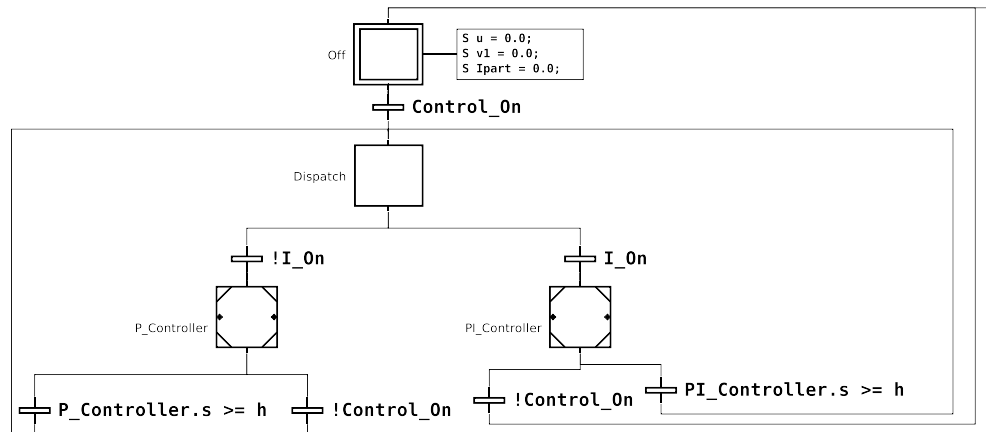 Off
S u = 0.0;
S v1 = 0.0;
S Ipart = 0.0;
Control_On
Dispatch
!I_On
I_On
P_Controller
PI_Controller
P_Controller.s >= h
!Control_On
!Control_On
PI_Controller.s >= h